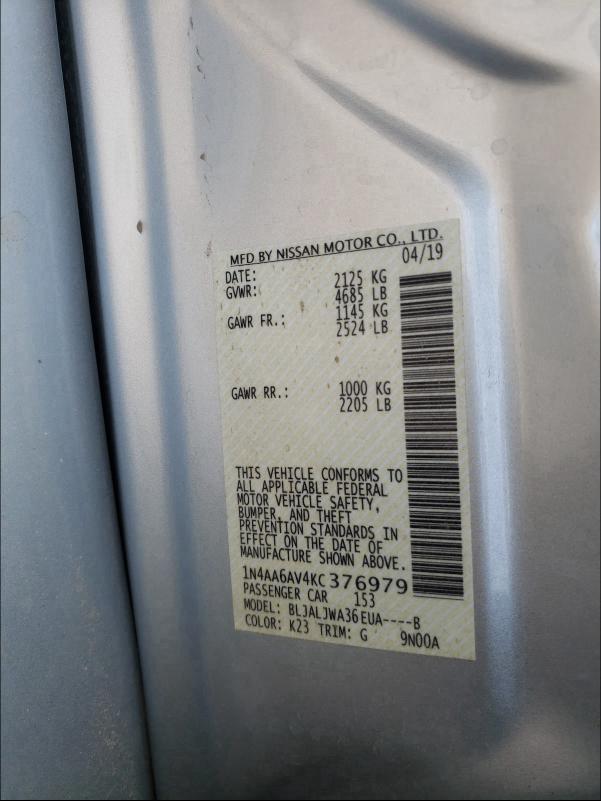 MFD BY NISSAN MOTOR CO., LTD.
DATE: 04/19
GVWR: 2125 KG
4685 LB
GAWR FR.: 1145 KG
2524 LB
GAWR RR.: 1000 KG
2205 LB
THIS VEHICLE CONFORMS TO
ALL APPLICABLE FEDERAL
MOTOR VEHICLE SAFETY,
BUMPER, AND THEFT
PREVENTION STANDARDS IN
EFFECT ON THE DATE OF
MANUFACTURE SHOWN ABOVE.
1N4AA6AV4KC376979
PASSENGER CAR 153
MODEL: BLJALJWA36EUA----B
COLOR: K23 TRIM: G 9N00A